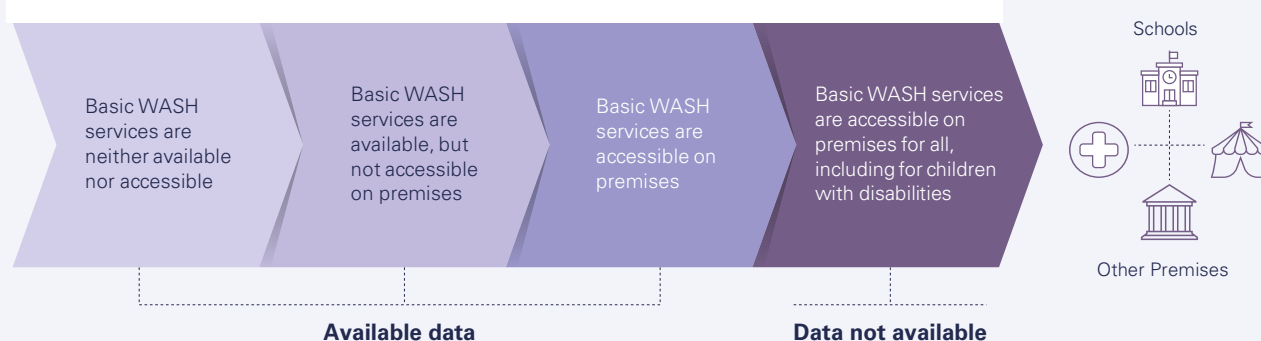 Basic WASH
services are
neither available
nor accessible
Basic WASH
services are
available, but
not accessible
on premises
Basic WASH
services are
accessible on
premises
Basic WASH services
are accessible on
premises for all,
including for children
with disabilities
Schools
Other Premises
Available data
Data not available